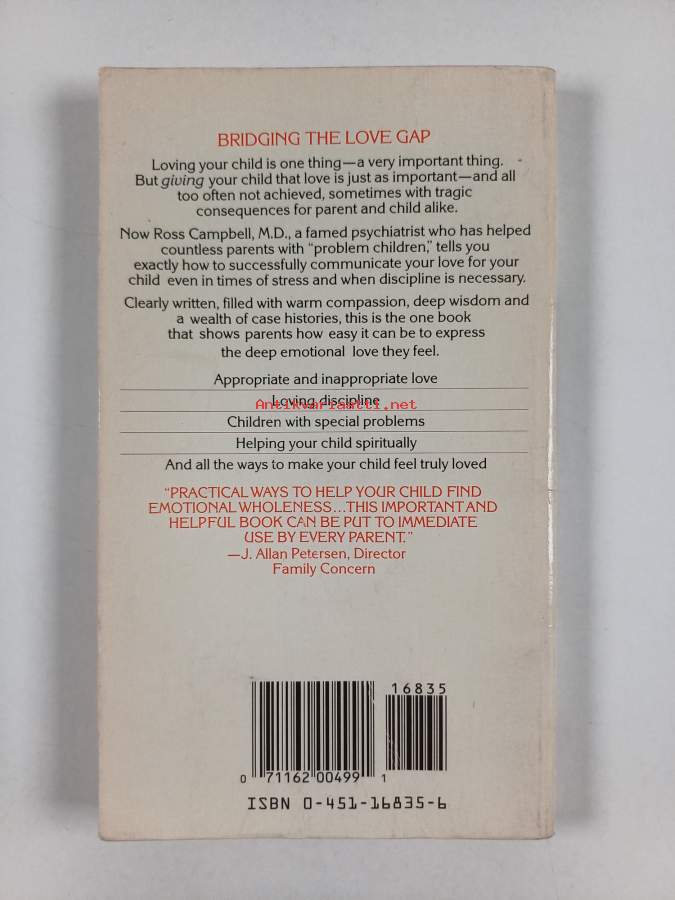 BRIDGING THE LOVE GAP
Loving your child is one thing—a very important thing.
But giving your child that love is just as important—and all
too often not achieved, sometimes with tragic
consequences for parent and child alike.
Now Ross Campbell, M.D., a famed psychiatrist who has helped
countless parents with "problem children," tells you
exactly how to successfully communicate your love for your
child even in times of stress and when discipline is necessary.
Clearly written, filled with warm compassion, deep wisdom and
a wealth of case histories, this is the one book
that shows parents how easy it can be to express
the deep emotional love they feel.
Appropriate and inappropriate love
Loving discipline
Antikvariaatti.net
Children with special problems
Helping your child spiritually
And all the ways to make your child feel truly loved
"PRACTICAL WAYS TO HELP YOUR CHILD FIND
EMOTIONAL WHOLENESS...THIS IMPORTANT AND
HELPFUL BOOK CAN BE PUT TO IMMEDIATE
USE BY EVERY PARENT."
—J. Allan Petersen, Director
Family Concern
16835
0 71162 00499 1
ISBN 0-451-16835-6